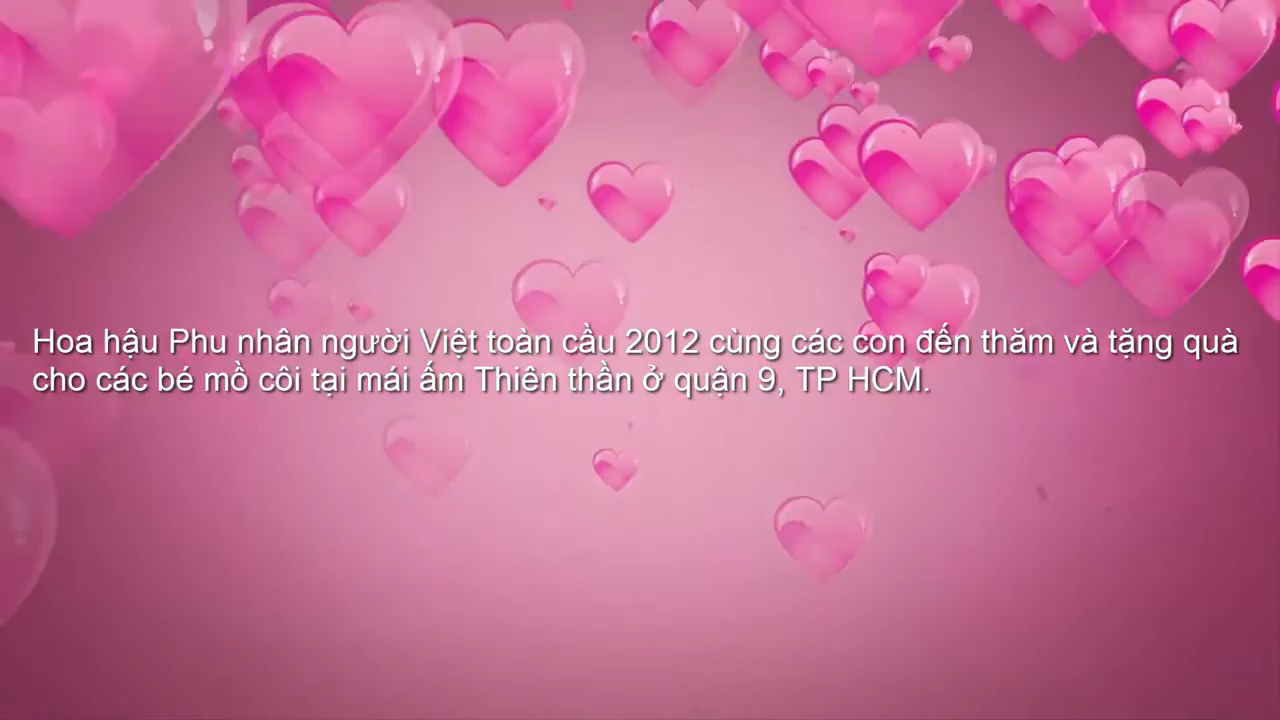 Hoa hậu Phu nhân người Việt toàn cầu 2012 cùng các con đến thăm và tặng quà
cho các bé mồ côi tại mái ấm Thiên thần ở quận 9, TP HCM.